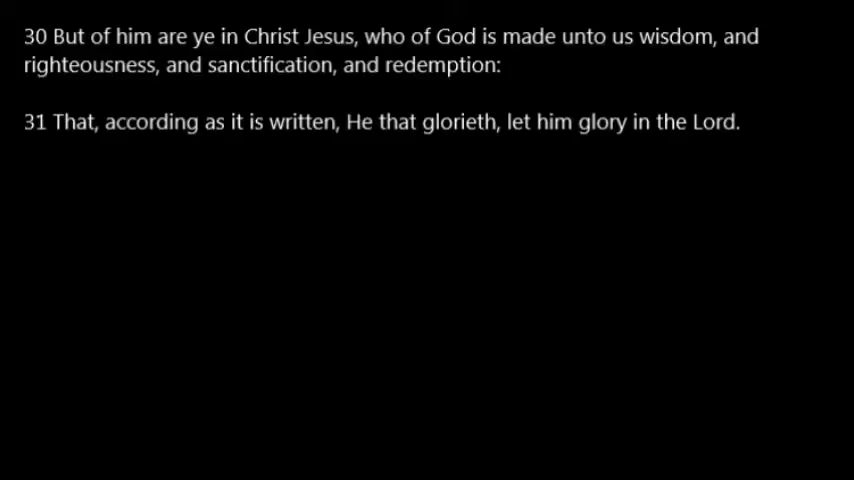 30 But of him are ye in Christ Jesus, who of God is made unto us wisdom, and
righteousness, and sanctification, and redemption:
31 That, according as it is written, He that glorieth, let him glory in the Lord.